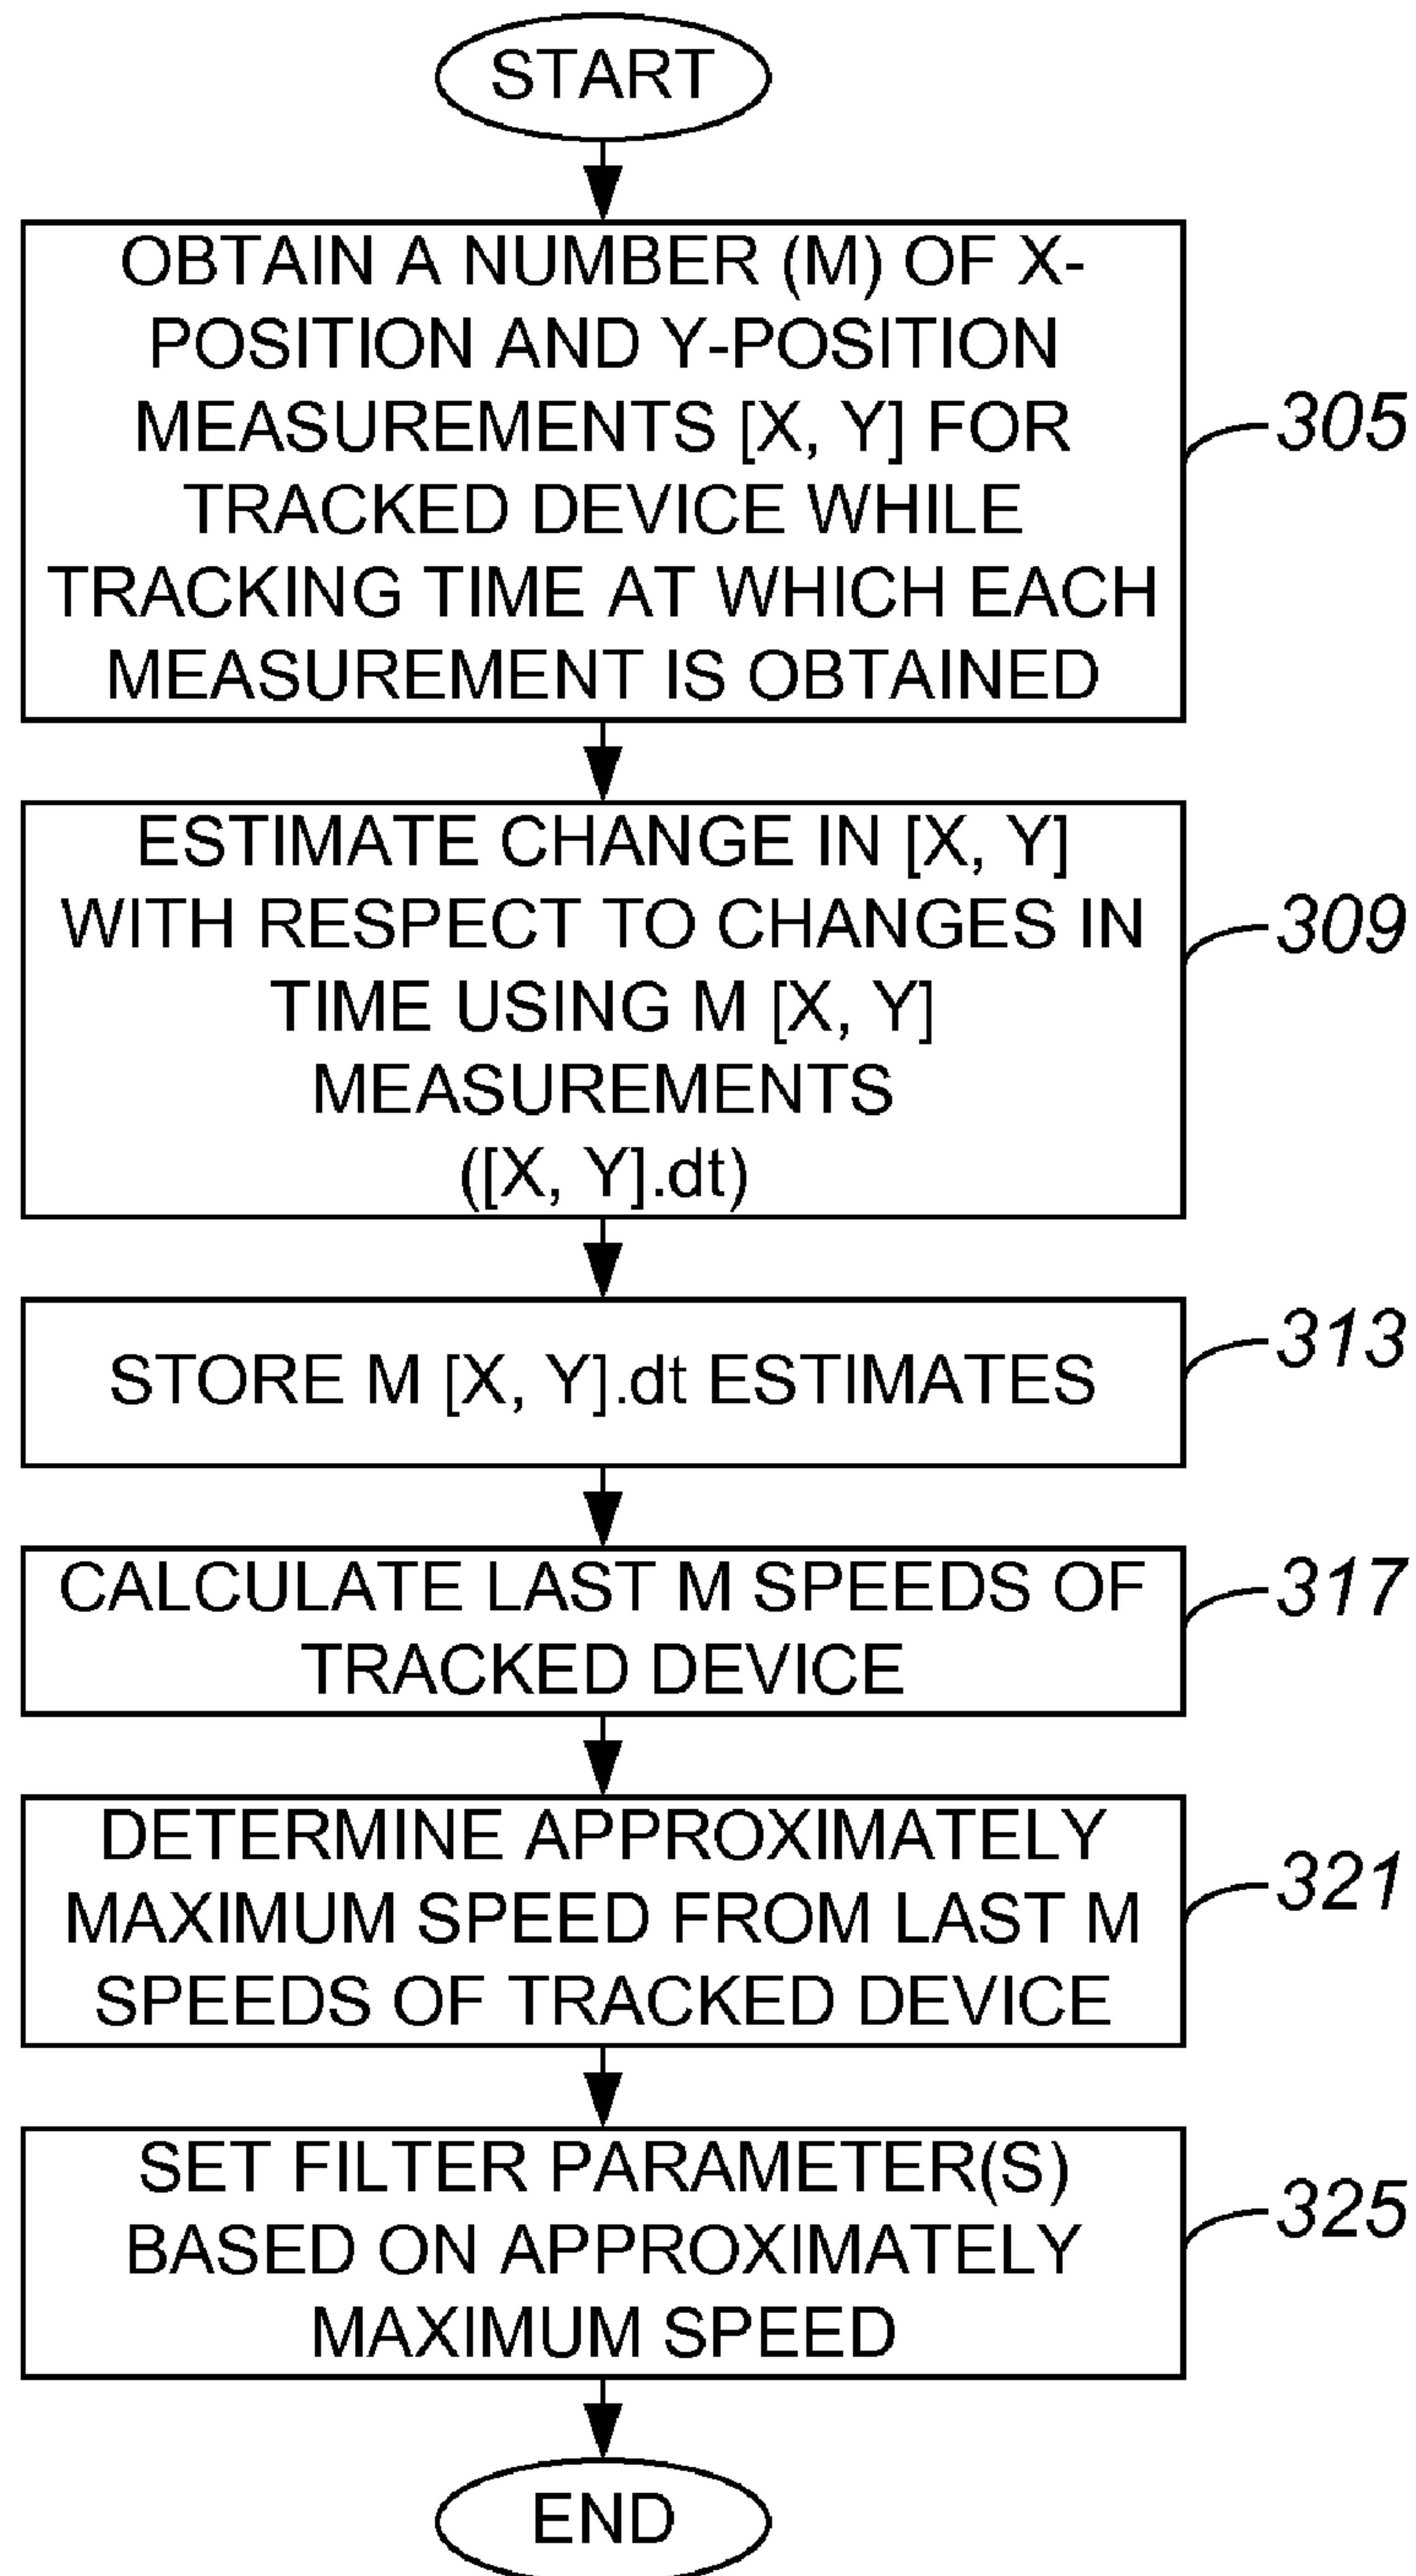 START
OBTAIN A NUMBER (M) OF X-
POSITION AND Y-POSITION
MEASUREMENTS [X, Y] FOR
TRACKED DEVICE WHILE
TRACKING TIME AT WHICH EACH
MEASUREMENT IS OBTAINED
305
ESTIMATE CHANGE IN [X, Y]
WITH RESPECT TO CHANGES IN
TIME USING M [X, Y]
MEASUREMENTS
([X, Y].dt)
309
STORE M [X, Y].dt ESTIMATES
313
CALCULATE LAST M SPEEDS OF
TRACKED DEVICE
317
DETERMINE APPROXIMATELY
MAXIMUM SPEED FROM LAST M
SPEEDS OF TRACKED DEVICE
321
SET FILTER PARAMETER(S)
BASED ON APPROXIMATELY
MAXIMUM SPEED
325
END